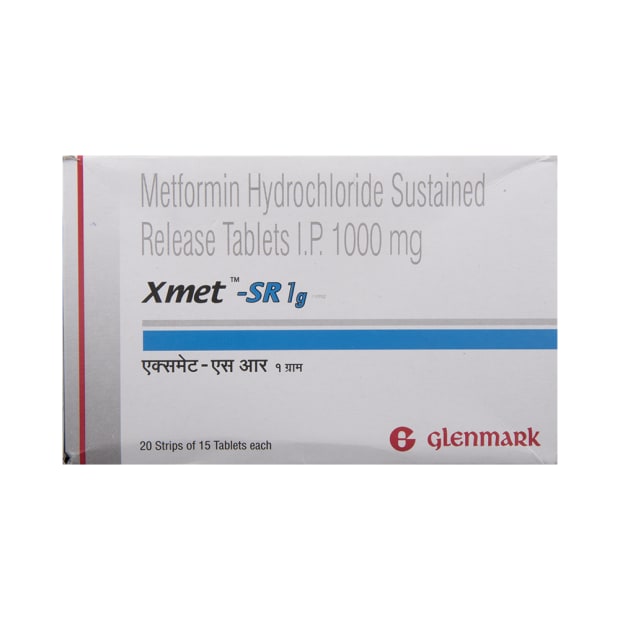 Metformin Hydrochloride Sustained
Release Tablets I.P. 1000 mg
Xmet™-SR 1g
एक्समेट-एस आर १ ग्राम
20 Strips of 15 Tablets each
GLENMARK